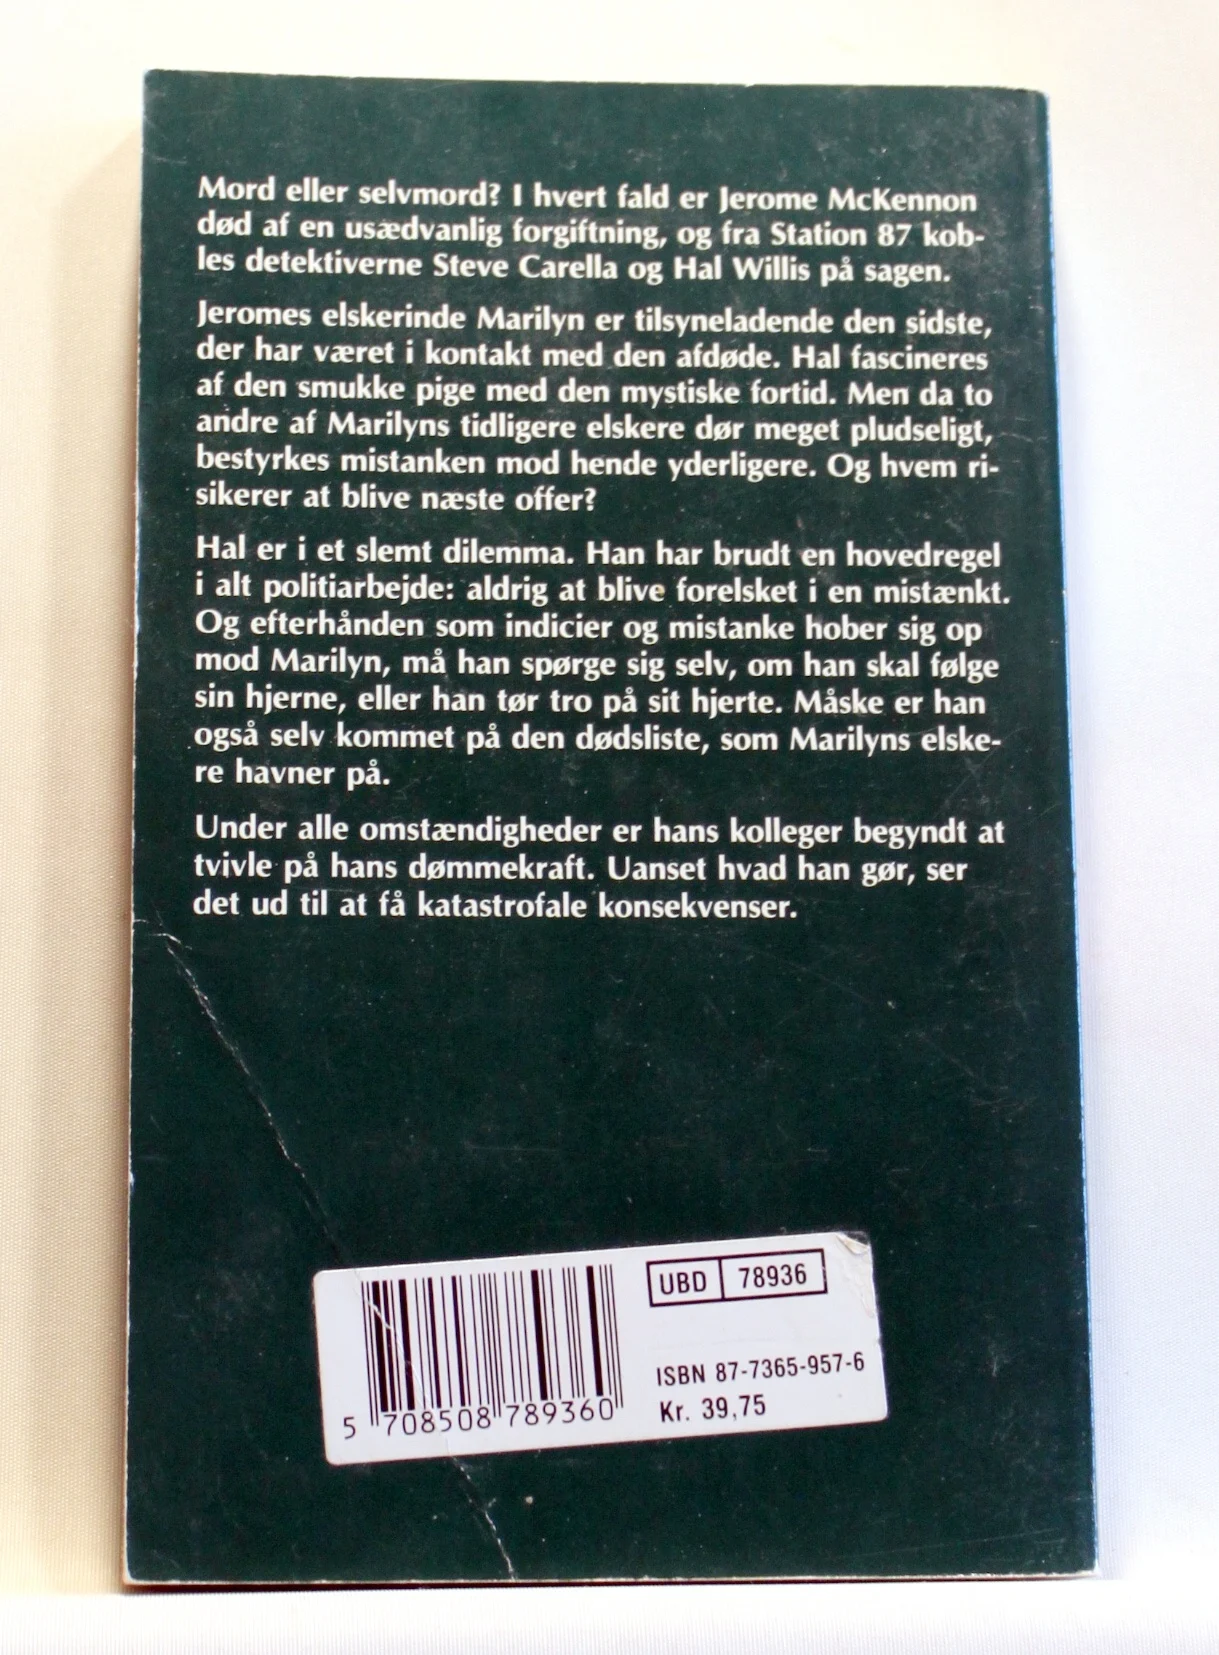 Mord eller selvmord? I hvert fald er Jerome McKennon
død af en usædvanlig forgiftning, og fra Station 87 kob-
les detektiverne Steve Carella og Hal Willis på sagen.
Jeromes elskerinde Marilyn er tilsyneladende den sidste,
der har været i kontakt med den afdøde. Hal fascineres
af den smukke pige med den mystiske fortid. Men da to
andre af Marilyns tidligere elskere dør meget pludseligt,
bestyrkes mistanken mod hende yderligere. Og hvem ri-
sikerer at blive næste offer?
Hal er i et slemt dilemma. Han har brudt en hovedregel
i alt politiarbejde: aldrig at blive forelsket i en mistænkt.
Og efterhånden som indicier og mistanke hober sig op
mod Marilyn, må han spørge sig selv, om han skal følge
sin hjerne, eller han tør tro på sit hjerte. Måske er han
også selv kommet på den dødsliste, som Marilyns elske-
re havner på.
Under alle omstændigheder er hans kolleger begyndt at
tvivle på hans dømmekraft. Uanset hvad han gør, ser
det ud til at få katastrofale konsekvenser.
UBD 78936
ISBN 87-7365-957-6
Kr. 39,75
5 708508 789360